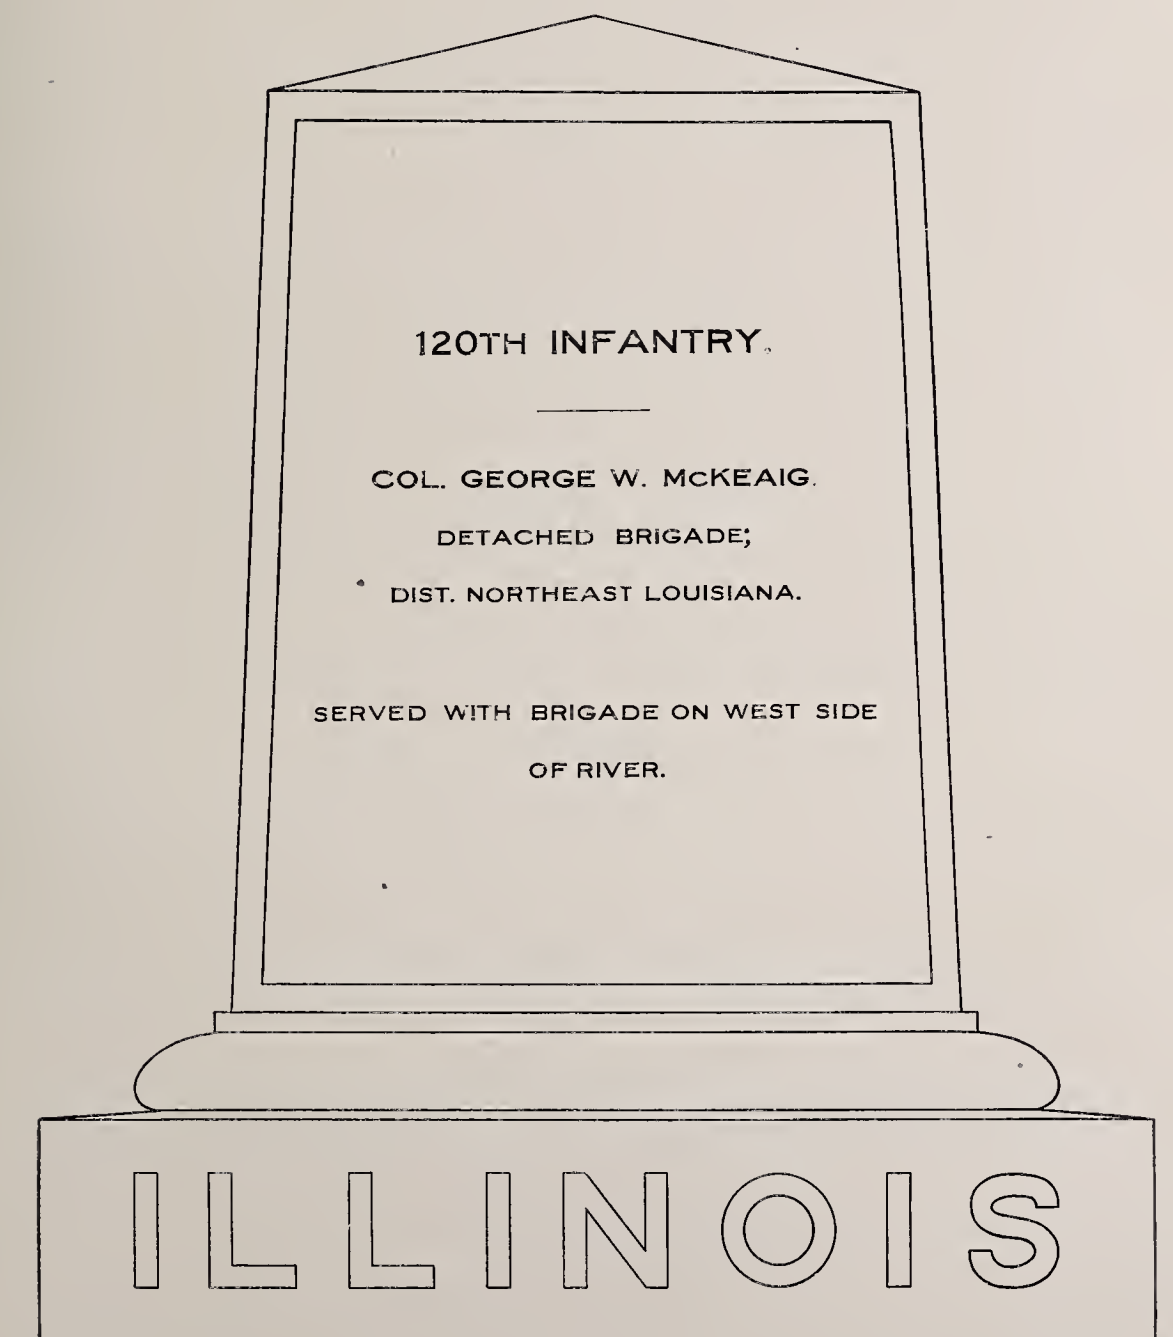 120TH INFANTRY.
COL. GEORGE W. McKEAIG.
DETACHED BRIGADE;
DIST. NORTHEAST LOUISIANA.
SERVED WITH BRIGADE ON WEST SIDE
OF RIVER.
ILLINOIS